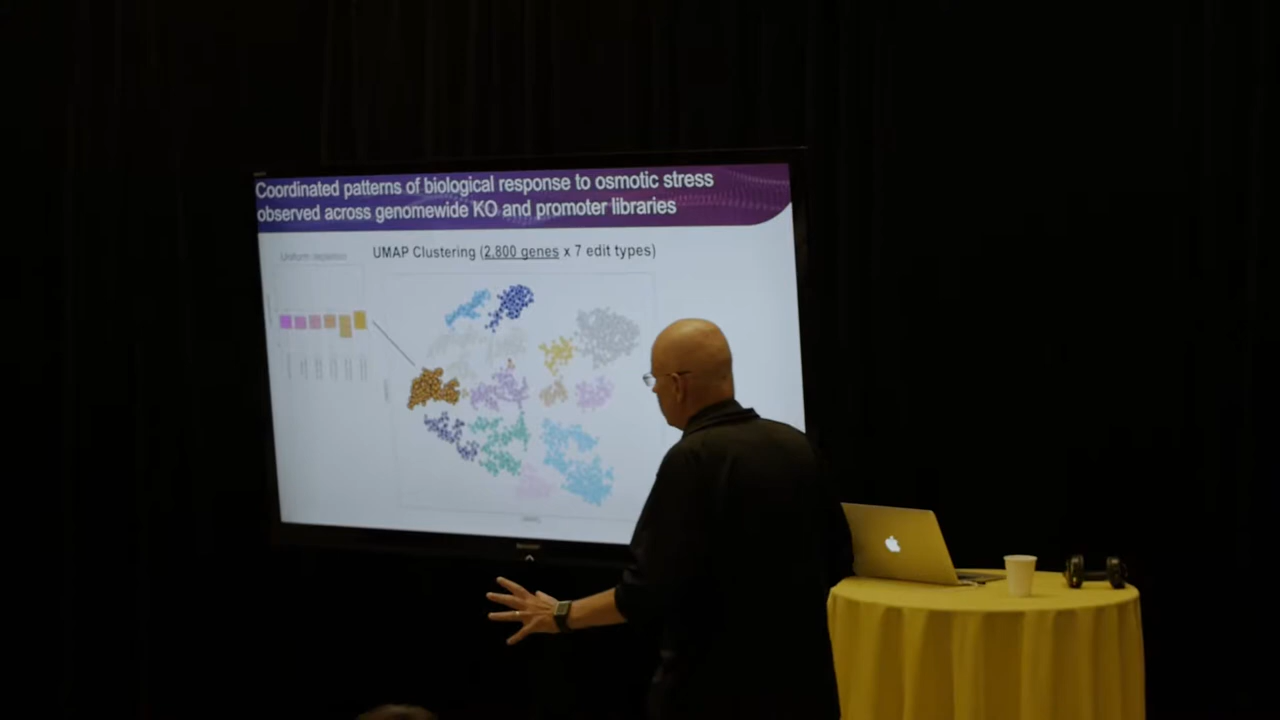 Coordinated patterns of biological response to osmotic stress
observed across genomewide KO and promoter libraries
UMAP Clustering (2,800 genes x 7 edit types)